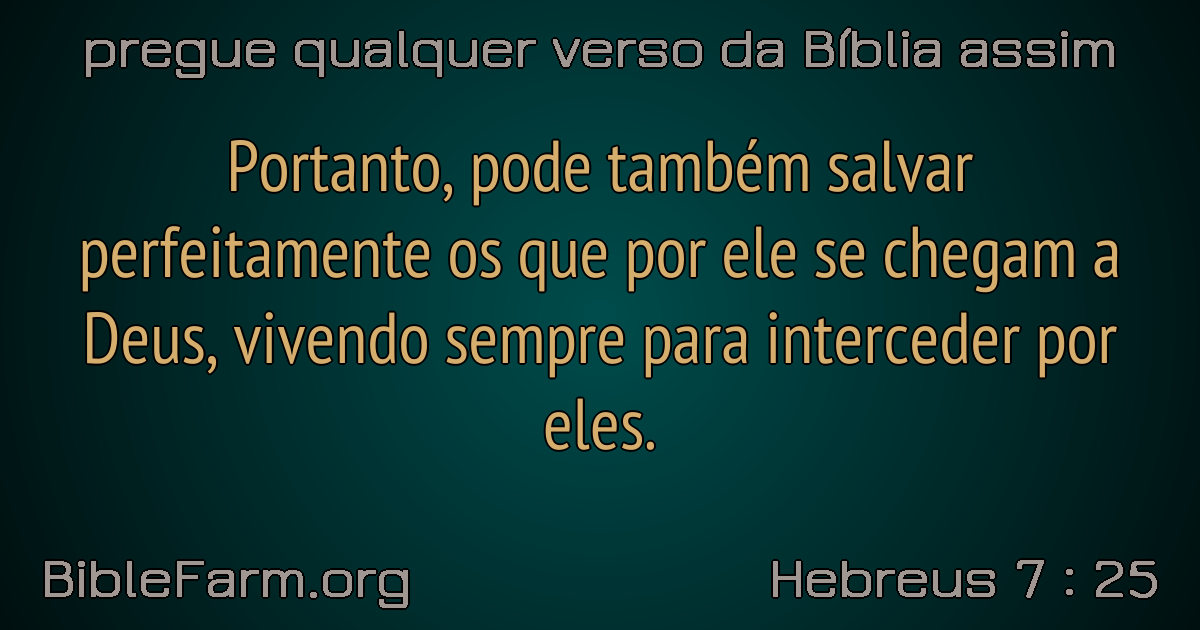 pregue qualquer verso da Bíblia assim
Portanto, pode também salvar
perfeitamente os que por ele se chegam a
Deus, vivendo sempre para interceder por
eles.
BibleFarm.org
Hebreus 7 : 25